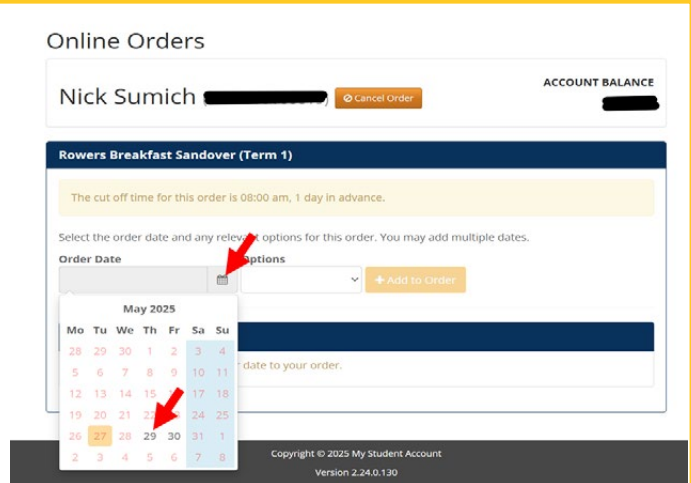 Online Orders
ACCOUNT BALANCE
Nick Sumich
Cancel Order
Rowers Breakfast Sandover (Term 1)
The cut off time for this order is 08:00 am, 1 day in advance.
Select the order date and any relevant options for this order. You may add multiple dates.
Order Date Options
+ Add to Order
May 2025
Mo Tu We Th Fr Sa Su
28 29 30 1 2 3 4
5 6 7 8 9 10 11
date to your order.
12 13 14 15 16 17 18
19 20 21 22 23 24 25
26 27 28 29 30 31 1
2 3 4 5 6 7 8
Copyright © 2025 My Student Account
Version 2.24.0.130